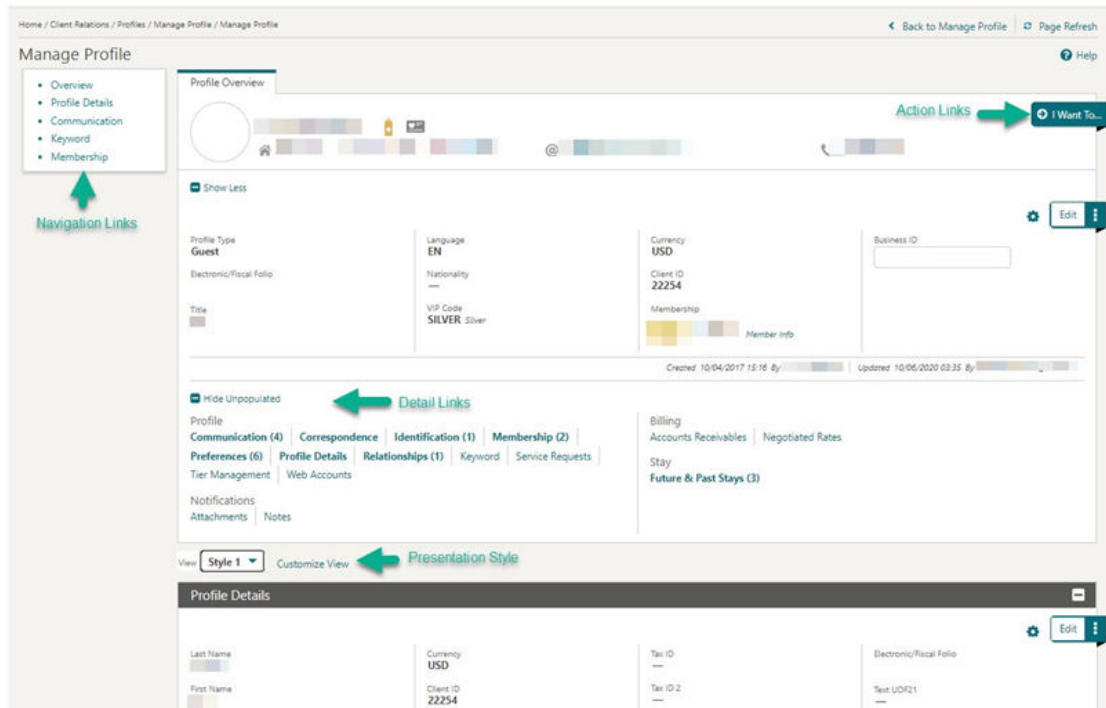 Home / Client Relations / Profiles / Manage Profile / Manage Profile
Back to Manage Profile
Page Refresh
Manage Profile
Help
Overview
Profile Details
Communication
Keyword
Membership
Navigation Links
Profile Overview
Action Links
I Want To...
@
Show Less
Edit
Profile Type
Guest
Language
EN
Currency
USD
Business ID
Electronic/Fiscal Folio
Nationality
—
Client ID
22254
Title
VIP Code
SILVER Silver
Membership
Member Info
Created 10/04/2017 15:16 By
Updated 10/06/2020 03:35 By
Hide Unpopulated
Detail Links
Profile
Communication (4) Correspondence Identification (1) Membership (2)
Preferences (6) Profile Details Relationships (1) Keyword Service Requests
Tier Management Web Accounts
Notifications
Attachments Notes
Billing
Accounts Receivables Negotiated Rates
Stay
Future & Past Stays (3)
View Style 1 Customize View
Presentation Style
Profile Details
Edit
Last Name
Currency
USD
Tax ID
—
Electronic/Fiscal Folio
First Name
Client ID
22254
Tax ID 2
—
Text UDF21
—